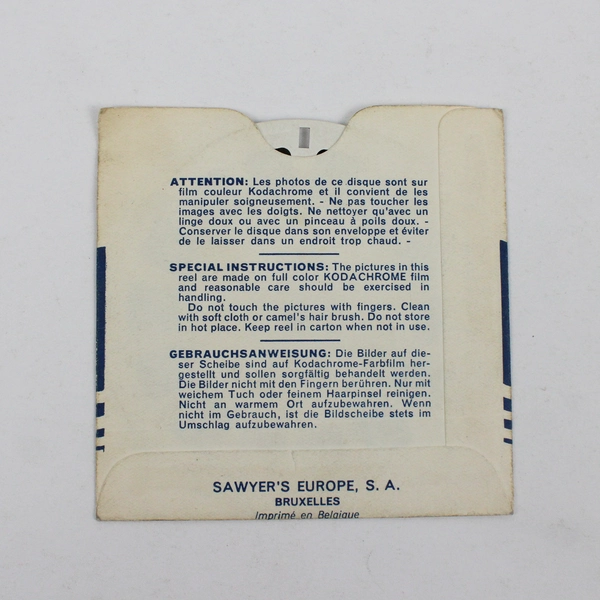 ATTENTION: Les photos de ce disque sont sur
film couleur Kodachrome et il convient de les
manipuler soigneusement. - Ne pas toucher les
images avec les doigts. Ne nettoyer qu'avec un
linge doux ou avec un pinceau à poils doux. -
Conserver le disque dans son enveloppe et éviter
de le laisser dans un endroit trop chaud. -
SPECIAL INSTRUCTIONS: The pictures in this
reel are made on full color KODACHROME film
and reasonable care should be exercised in
handling.
Do not touch the pictures with fingers. Clean
with soft cloth or camel's hair brush. Do not store
in hot place. Keep reel in carton when not in use.
GEBRAUCHSANWEISUNG: Die Bilder auf die-
ser Scheibe sind auf Kodachrome-Farbfilm her-
gestellt und sollen sorgfältig behandelt werden.
Die Bilder nicht mit den Fingern berühren. Nur mit
weichem Tuch oder feinem Haarpinsel reinigen.
Nicht an warmem Ort aufzubewahren. Wenn
nicht im Gebrauch, ist die Bildscheibe stets im
Umschlag aufzubewahren.
SAWYER'S EUROPE, S. A.
BRUXELLES
Imprimé en Belgique